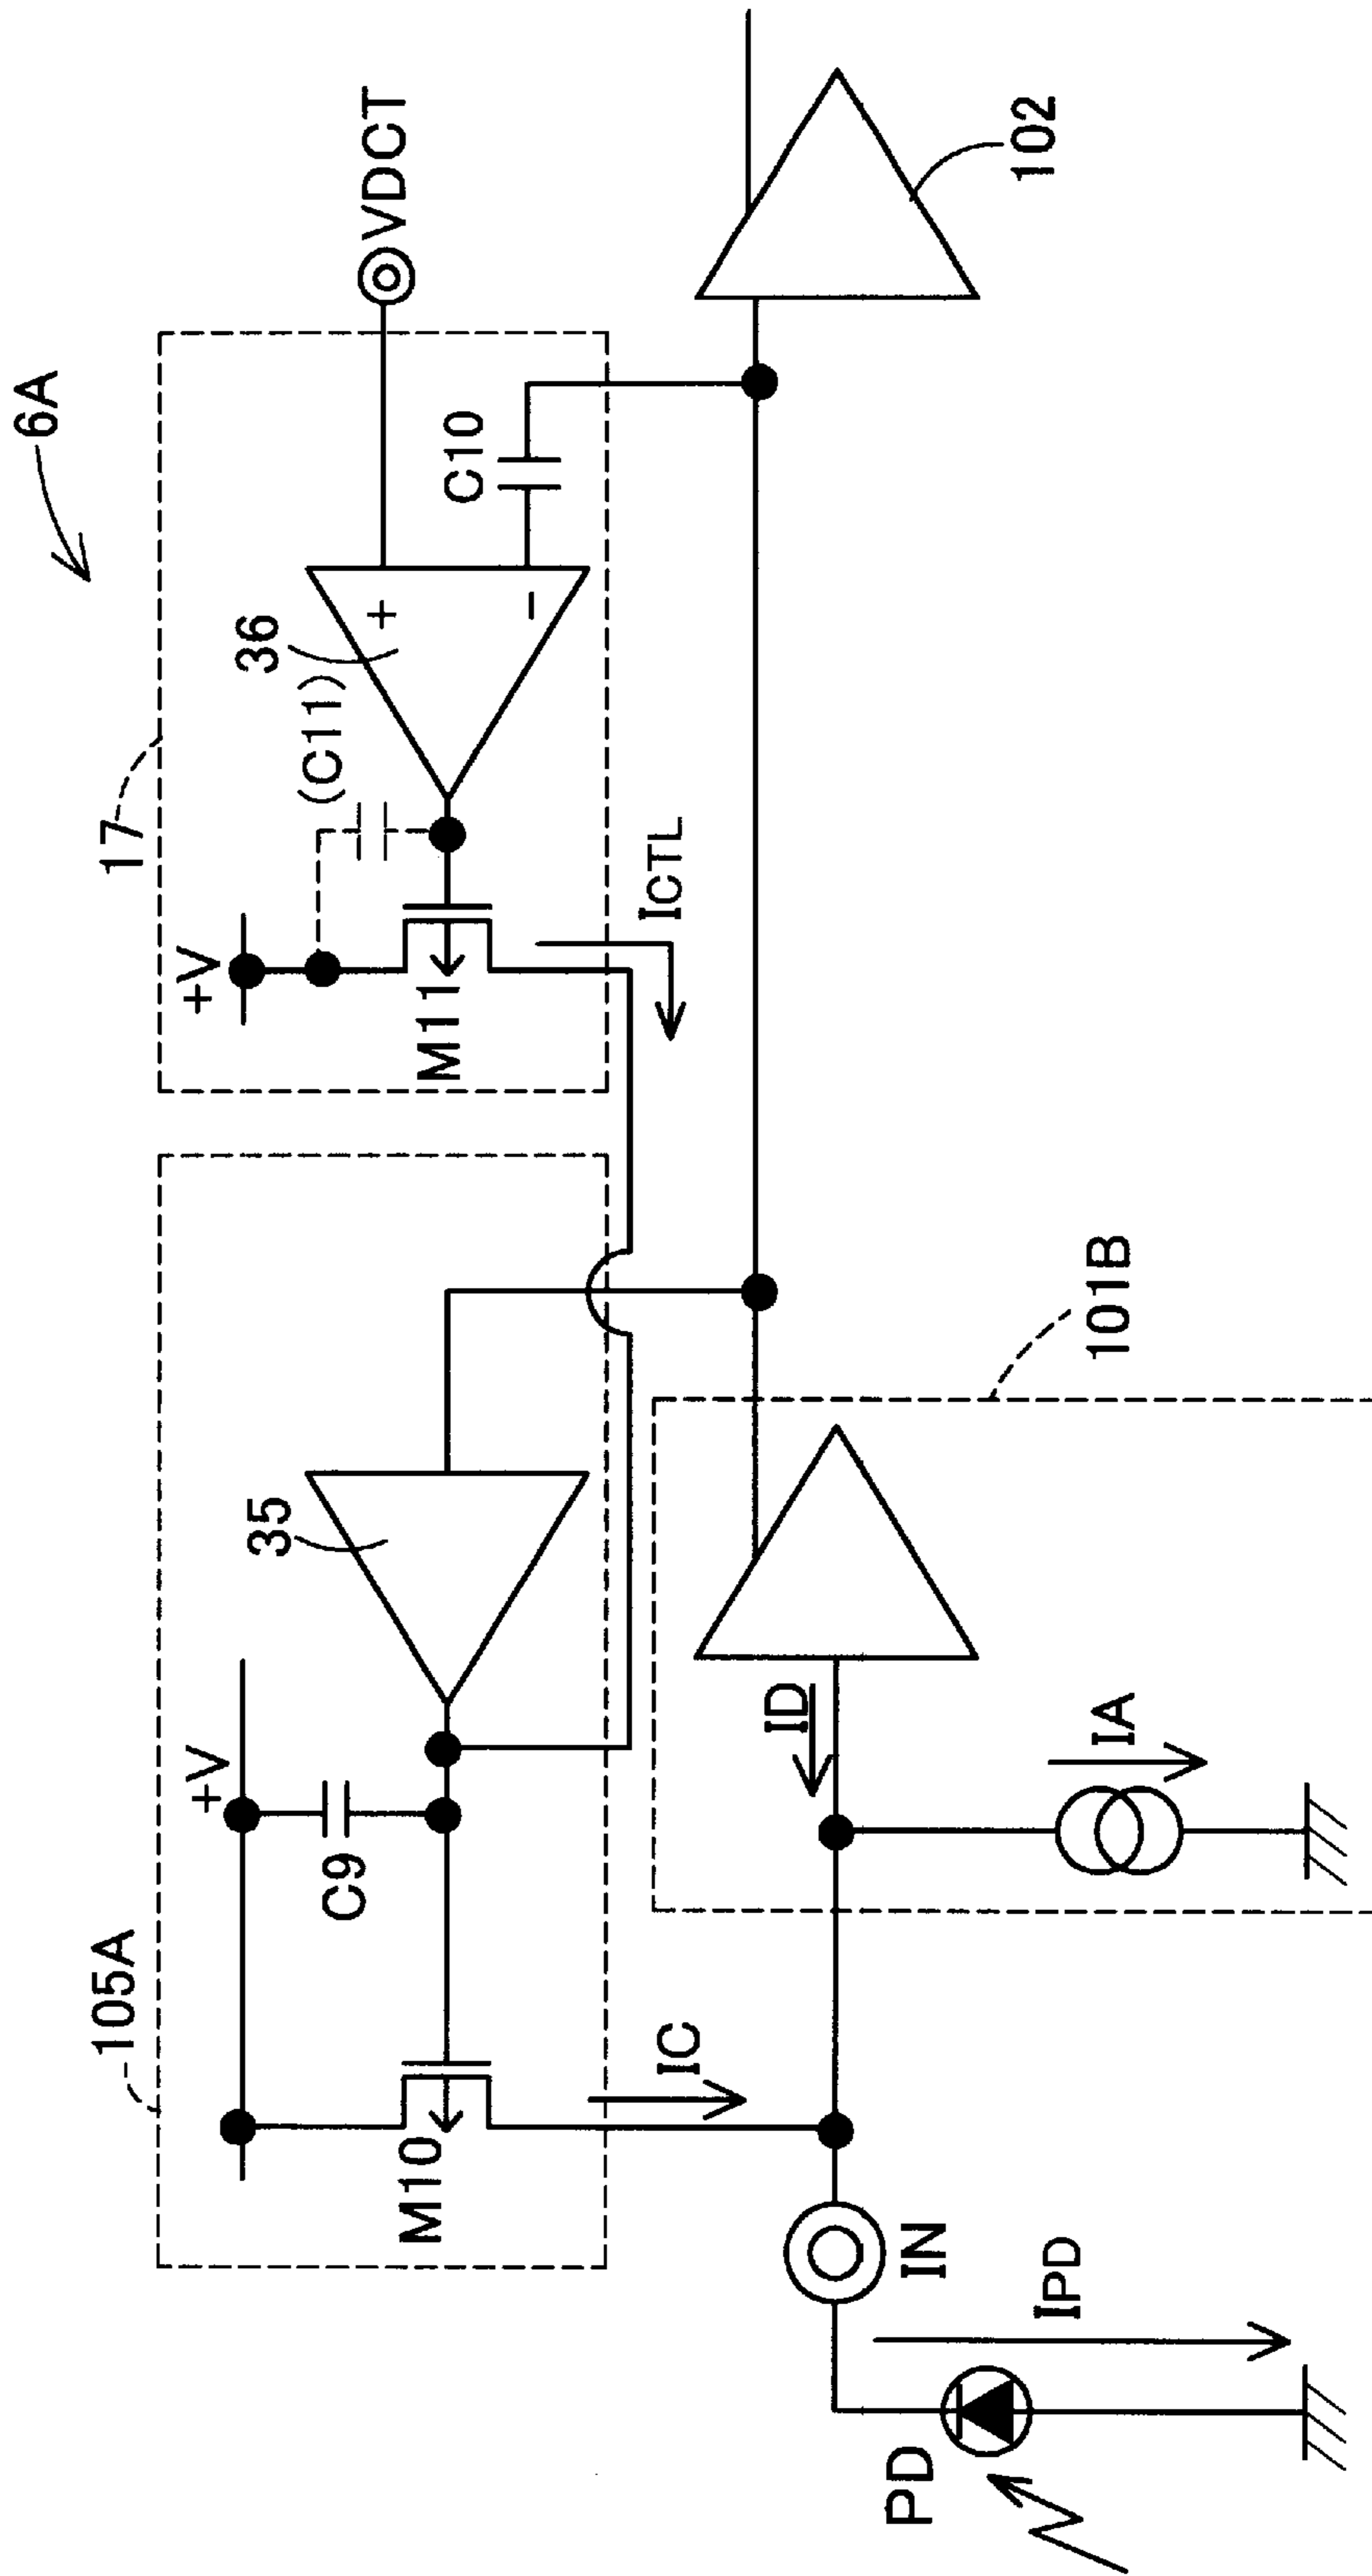 6A
17
105A
+V
+V
(C11)
36
+
-
C10
VDCT
M11
ICTL
35
C9
M10
IC
ID
IA
101B
102
IN
IPD
PD